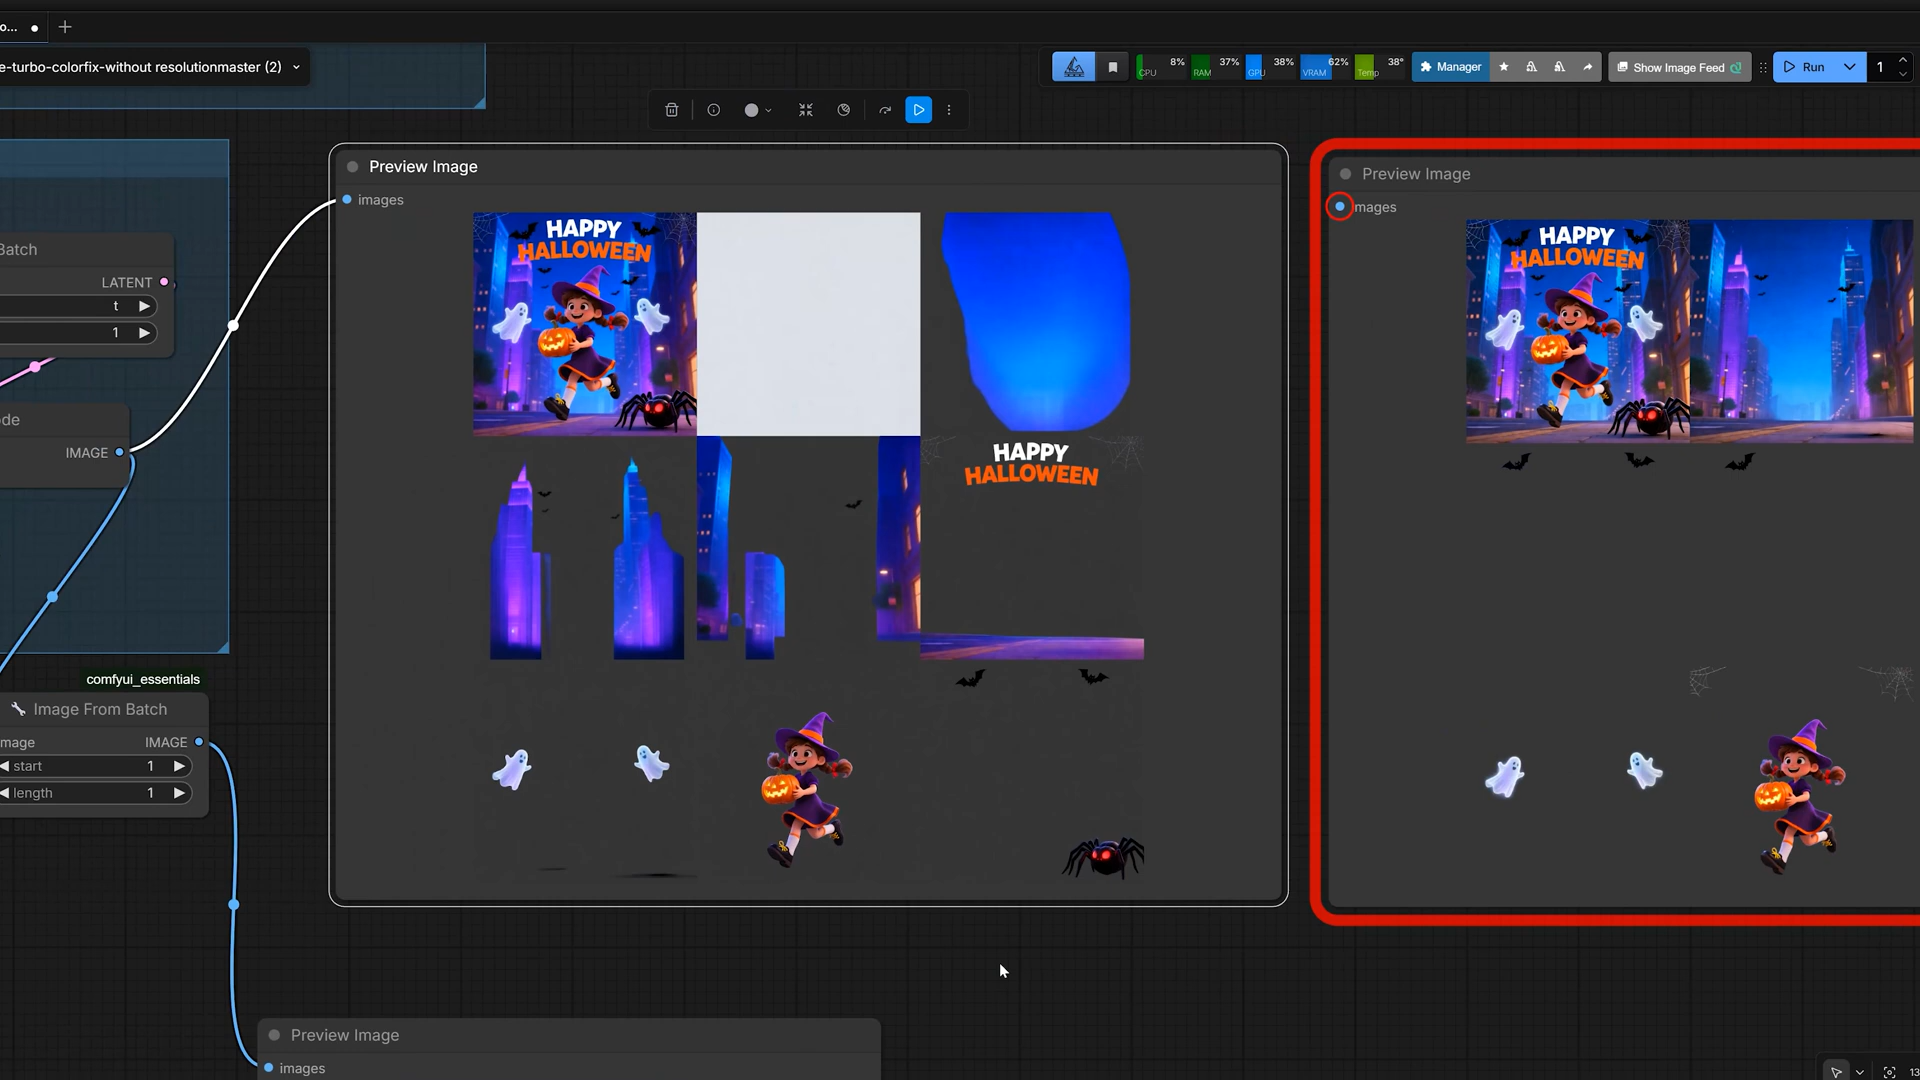 o...
e-turbo-colorfix-without resolutionmaster (2)
CPU 8%
RAM 37%
GPU 38%
VRAM 62%
Temp 38°
Manager
Show Image Feed
Run
1
Preview Image
images
HAPPY
HALLOWEEN
HAPPY
HALLOWEEN
Preview Image
mages
HAPPY
HALLOWEEN
Batch
LATENT
t
1
ode
IMAGE
comfyui_essentials
Image From Batch
mage
IMAGE
start 1
length 1
Preview Image
images
13